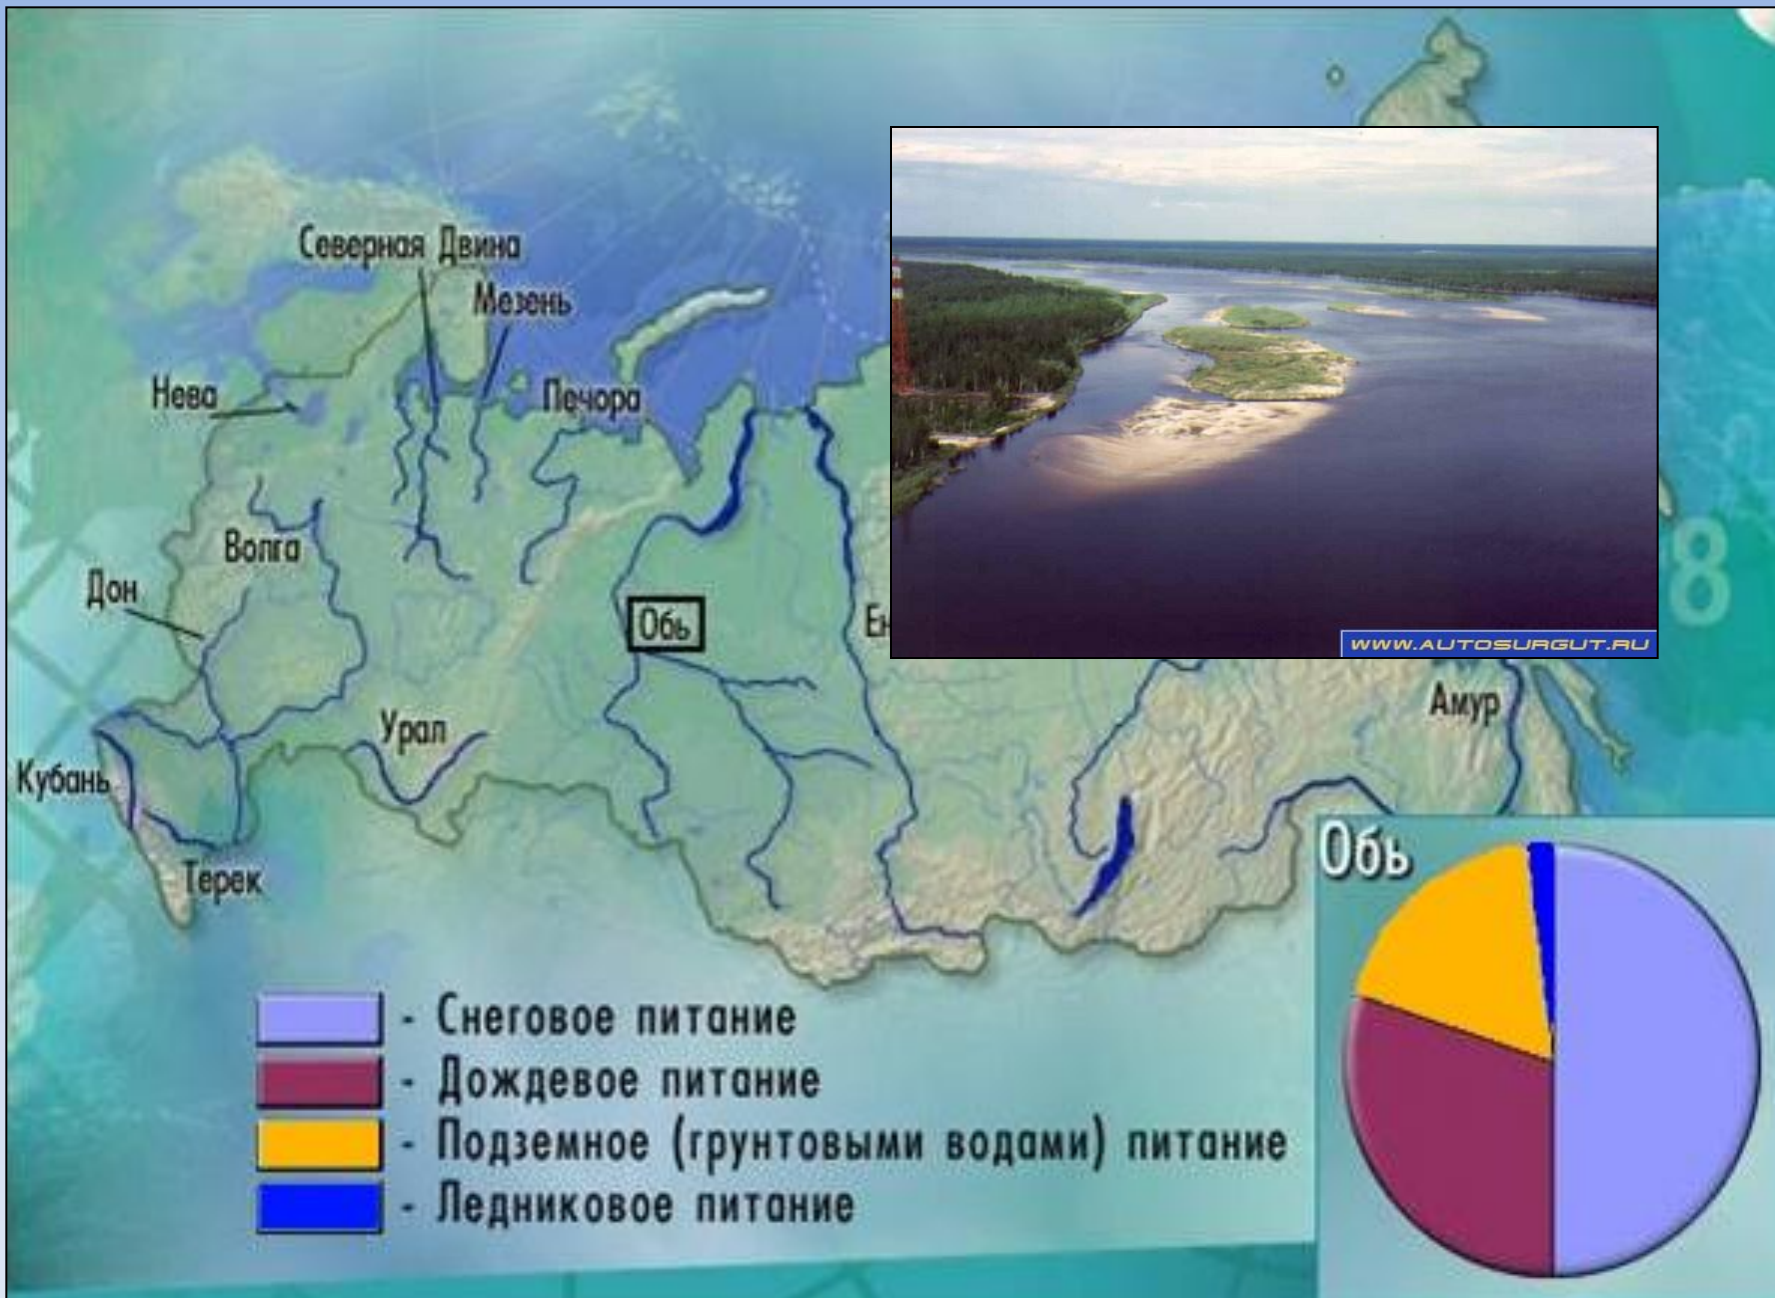 Северная Двина
Мезень
Нева
Печора
Волга
Дон
Обь
WWW.AUTOSURGUT.RU
8
Амур
Урал
Кубань
Терек
Обь
- Снеговое питание
- Дождевое питание
- Подземное (грунтовыми водами) питание
- Ледниковое питание